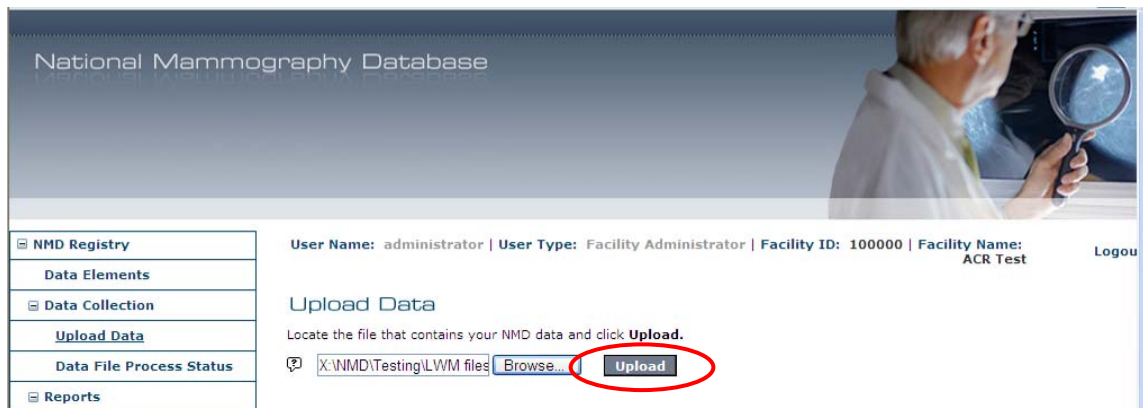 National Mammography Database
NMD Registry
Data Elements
Data Collection
Upload Data
Data File Process Status
Reports
User Name: administrator | User Type: Facility Administrator | Facility ID: 100000 | Facility Name:
ACR Test
Logou
Upload Data
Locate the file that contains your NMD data and click Upload.
X:\NMD\Testing\LWM files Browse... Upload